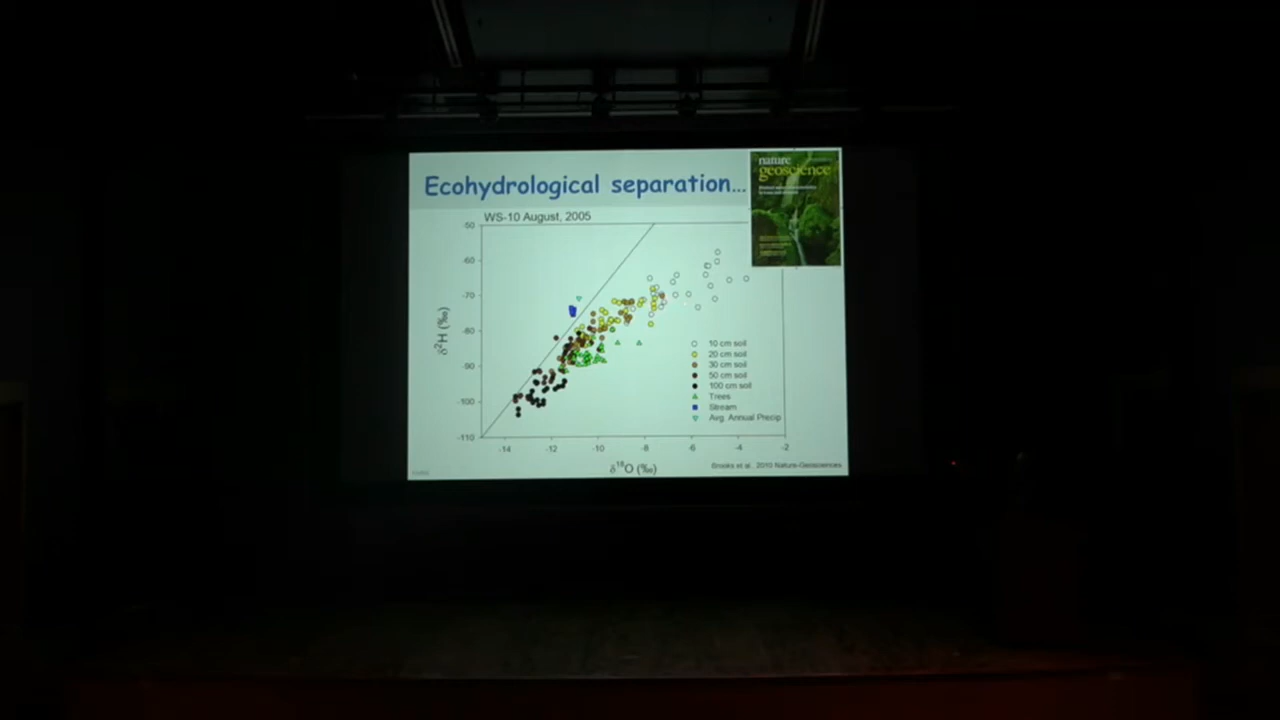 Ecohydrological separation…
nature
geoscience
WS-10 August, 2005
-50
-60
-70
-80
-90
-100
-110
δ²H (‰)
10 cm soil
20 cm soil
30 cm soil
50 cm soil
100 cm soil
Trees
Stream
Avg. Annual Precip
-14
-12
-10
-8
-6
-4
-2
δ¹⁸O (‰)
Brooks et al., 2010 Nature-Geosciences